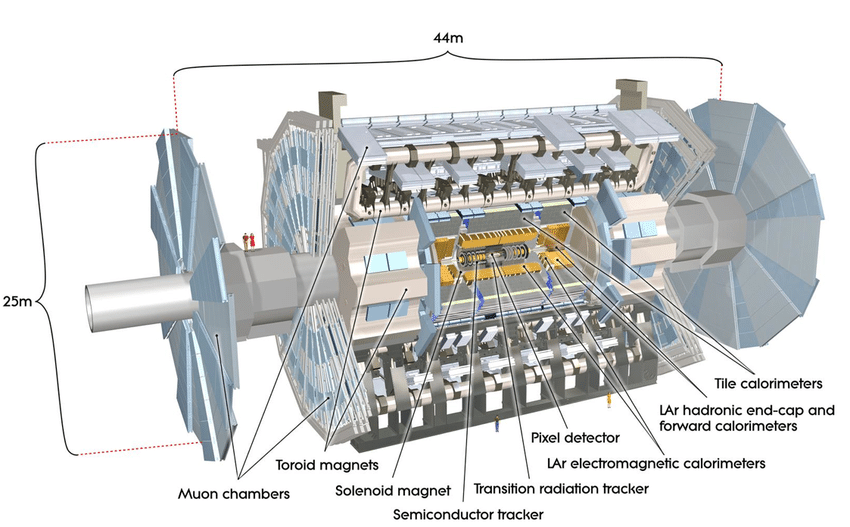 44m
25m
Tile calorimeters
LAr hadronic end-cap and
forward calorimeters
Pixel detector
LAr electromagnetic calorimeters
Toroid magnets
Muon chambers
Solenoid magnet
Transition radiation tracker
Semiconductor tracker